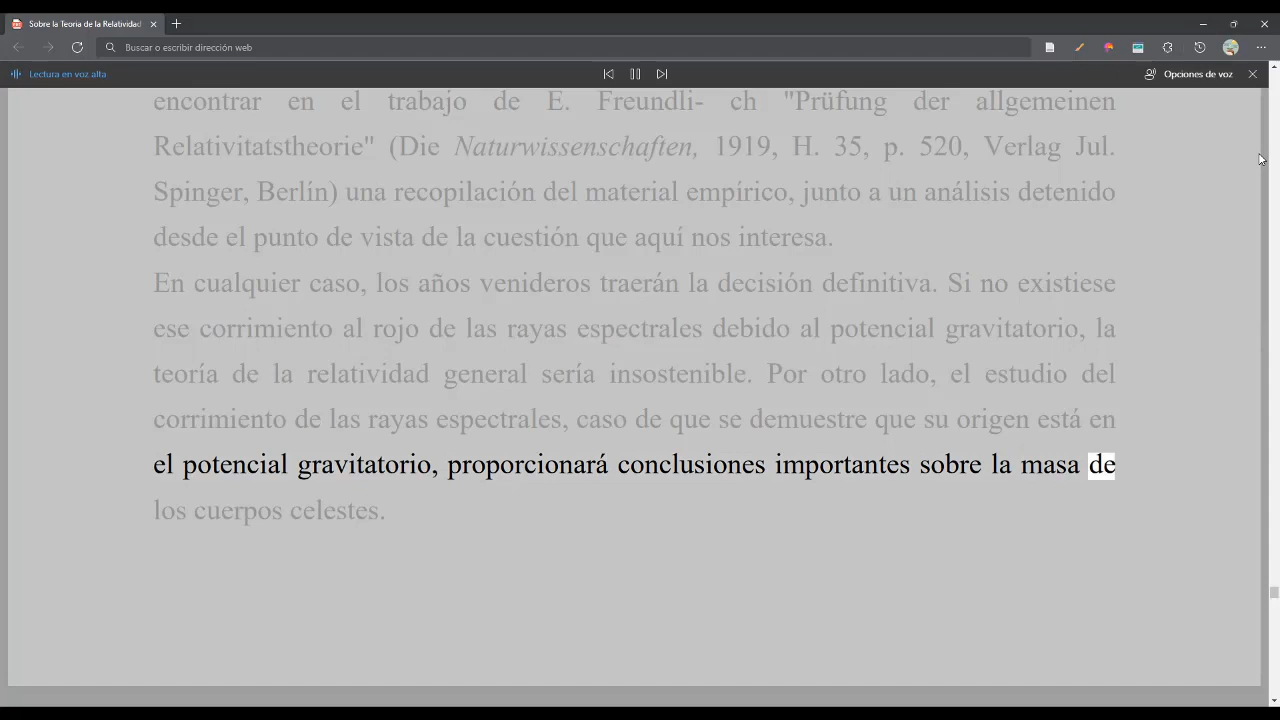 Sobre la Teoria de la Relatividad
Buscar o escribir dirección web
Lectura en voz alta
Opciones de voz
encontrar en el trabajo de E. Freundli- ch "Prüfung der allgemeinen
Relativitatstheorie" (Die Naturwissenschaften, 1919, H. 35, p. 520, Verlag Jul.
Spinger, Berlín) una recopilación del material empírico, junto a un análisis detenido
desde el punto de vista de la cuestión que aquí nos interesa.
En cualquier caso, los años venideros traerán la decisión definitiva. Si no existiese
ese corrimiento al rojo de las rayas espectrales debido al potencial gravitatorio, la
teoría de la relatividad general sería insostenible. Por otro lado, el estudio del
corrimiento de las rayas espectrales, caso de que se demuestre que su origen está en
el potencial gravitatorio, proporcionará conclusiones importantes sobre la masa de
los cuerpos celestes.